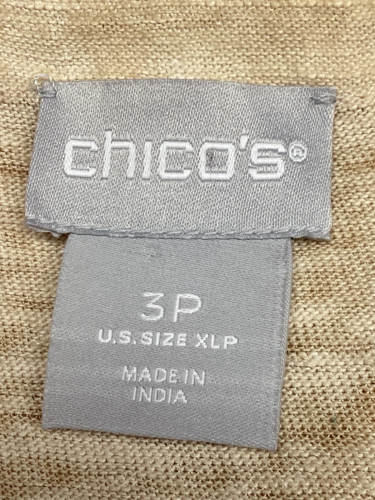 chico's®
3P
U.S. SIZE XLP
MADE IN
INDIA